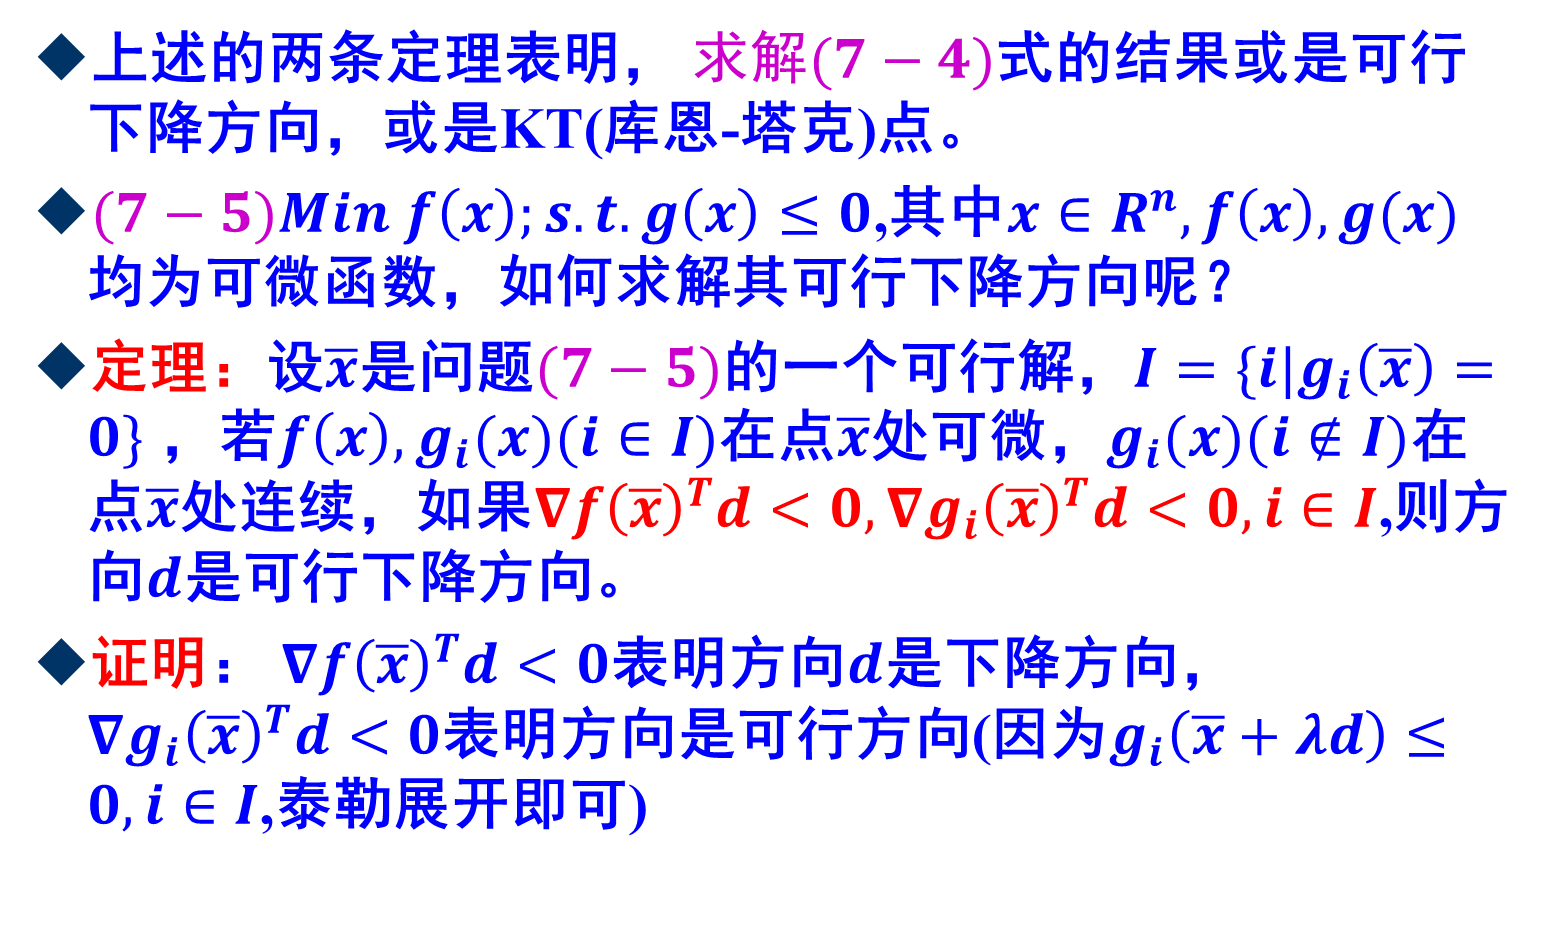 ◆上述的两条定理表明， 求解(7 − 4)式的结果或是可行
下降方向，或是KT(库恩-塔克)点。
◆(7 − 5)Min f(x); s. t. g(x) ≤ 0,其中x ∈ Rⁿ, f(x), g(x)
均为可微函数，如何求解其可行下降方向呢？
◆定理：设x̅是问题(7 − 5)的一个可行解，I = {i|gᵢ(x̅) =
0} ，若f(x), gᵢ(x)(i ∈ I)在点x̅处可微，gᵢ(x)(i ∉ I)在
点x̅处连续，如果∇f(x̅)ᵀd < 0, ∇gᵢ(x̅)ᵀd < 0, i ∈ I,则方
向d是可行下降方向。
◆证明： ∇f(x̅)ᵀd < 0表明方向d是下降方向，
∇gᵢ(x̅)ᵀd < 0表明方向是可行方向(因为gᵢ(x̅ + λd) ≤
0, i ∈ I,泰勒展开即可)